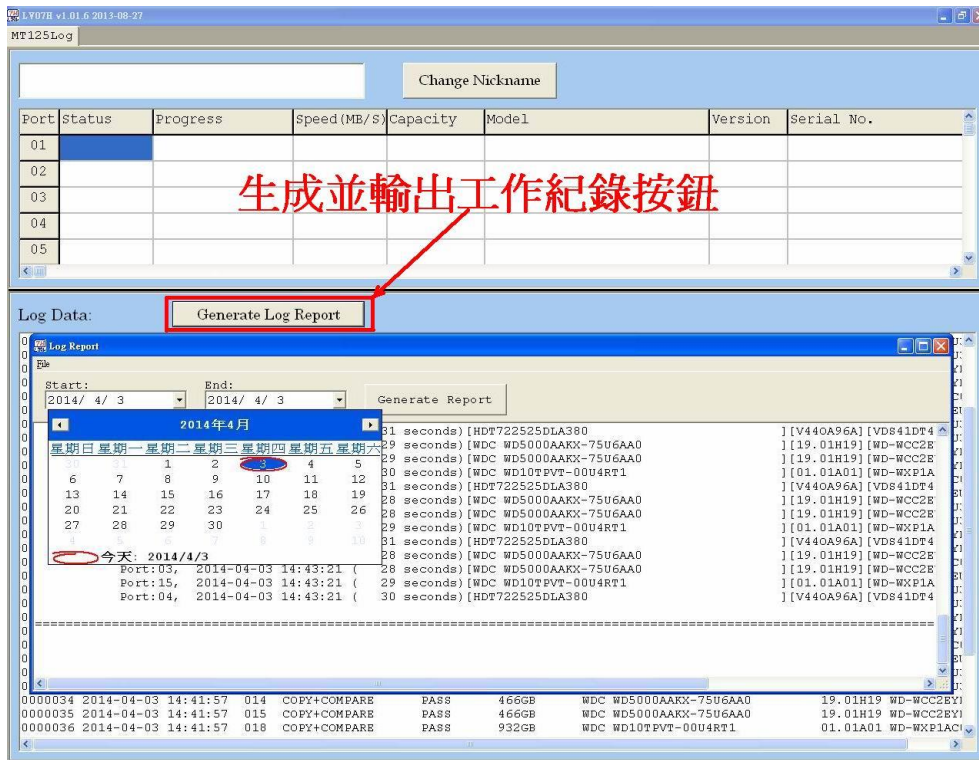 LV07H v1.01.6 2013-08-27
MT125Log
Change Nickname
Port Status Progress Speed(MB/S) Capacity Model Version Serial No.
01
02
03
04
05
生成並輸出工作紀錄按鈕
Log Data: Generate Log Report
Log Report
File
Start: End:
2014/ 4/ 3 2014/ 4/ 3 Generate Report
2014年4月
星期日 星期一 星期二 星期三 星期四 星期五 星期六
30 31 1 2 3 4 5
6 7 8 9 10 11 12
13 14 15 16 17 18 19
20 21 22 23 24 25 26
27 28 29 30 1 2 3
4 5 6 7 8 9 10
今天: 2014/4/3
31 seconds)[HDT722525DLA380 ][V44OA96A][VDS41DT4
29 seconds)[WDC WD5000AAKX-75U6AA0 ][19.01H19][WD-WCC2E
29 seconds)[WDC WD5000AAKX-75U6AA0 ][19.01H19][WD-WCC2E
30 seconds)[WDC WD10TPVT-00U4RT1 ][01.01A01][WD-WXP1A
31 seconds)[HDT722525DLA380 ][V44OA96A][VDS41DT4
28 seconds)[WDC WD5000AAKX-75U6AA0 ][19.01H19][WD-WCC2E
28 seconds)[WDC WD5000AAKX-75U6AA0 ][19.01H19][WD-WCC2E
29 seconds)[WDC WD10TPVT-00U4RT1 ][01.01A01][WD-WXP1A
31 seconds)[HDT722525DLA380 ][V44OA96A][VDS41DT4
28 seconds)[WDC WD5000AAKX-75U6AA0 ][19.01H19][WD-WCC2E
Port:03, 2014-04-03 14:43:21 ( 28 seconds)[WDC WD5000AAKX-75U6AA0 ][19.01H19][WD-WCC2E
Port:15, 2014-04-03 14:43:21 ( 29 seconds)[WDC WD10TPVT-00U4RT1 ][01.01A01][WD-WXP1A
Port:04, 2014-04-03 14:43:21 ( 30 seconds)[HDT722525DLA380 ][V44OA96A][VDS41DT4
0000034 2014-04-03 14:41:57 014 COPY+COMPARE PASS 466GB WDC WD5000AAKX-75U6AA0 19.01H19 WD-WCC2EYI
0000035 2014-04-03 14:41:57 015 COPY+COMPARE PASS 466GB WDC WD5000AAKX-75U6AA0 19.01H19 WD-WCC2EYI
0000036 2014-04-03 14:41:57 018 COPY+COMPARE PASS 932GB WDC WD10TPVT-00U4RT1 01.01A01 WD-WXP1AC